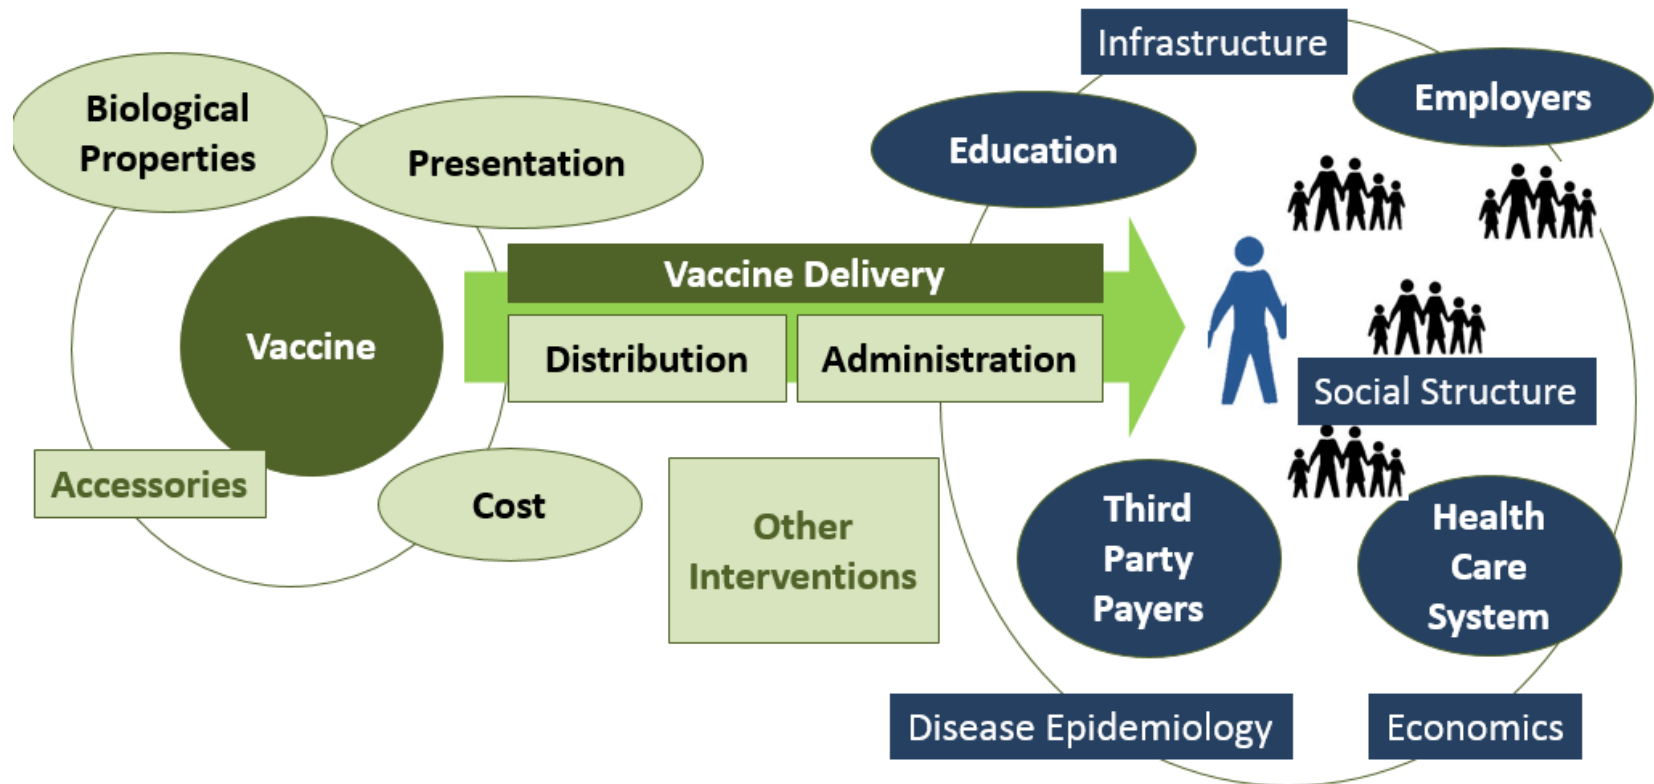 Biological
Properties
Presentation
Vaccine
Accessories
Cost
Vaccine Delivery
Distribution
Administration
Other
Interventions
Infrastructure
Employers
Education
Social Structure
Third
Party
Payers
Health
Care
System
Disease Epidemiology
Economics